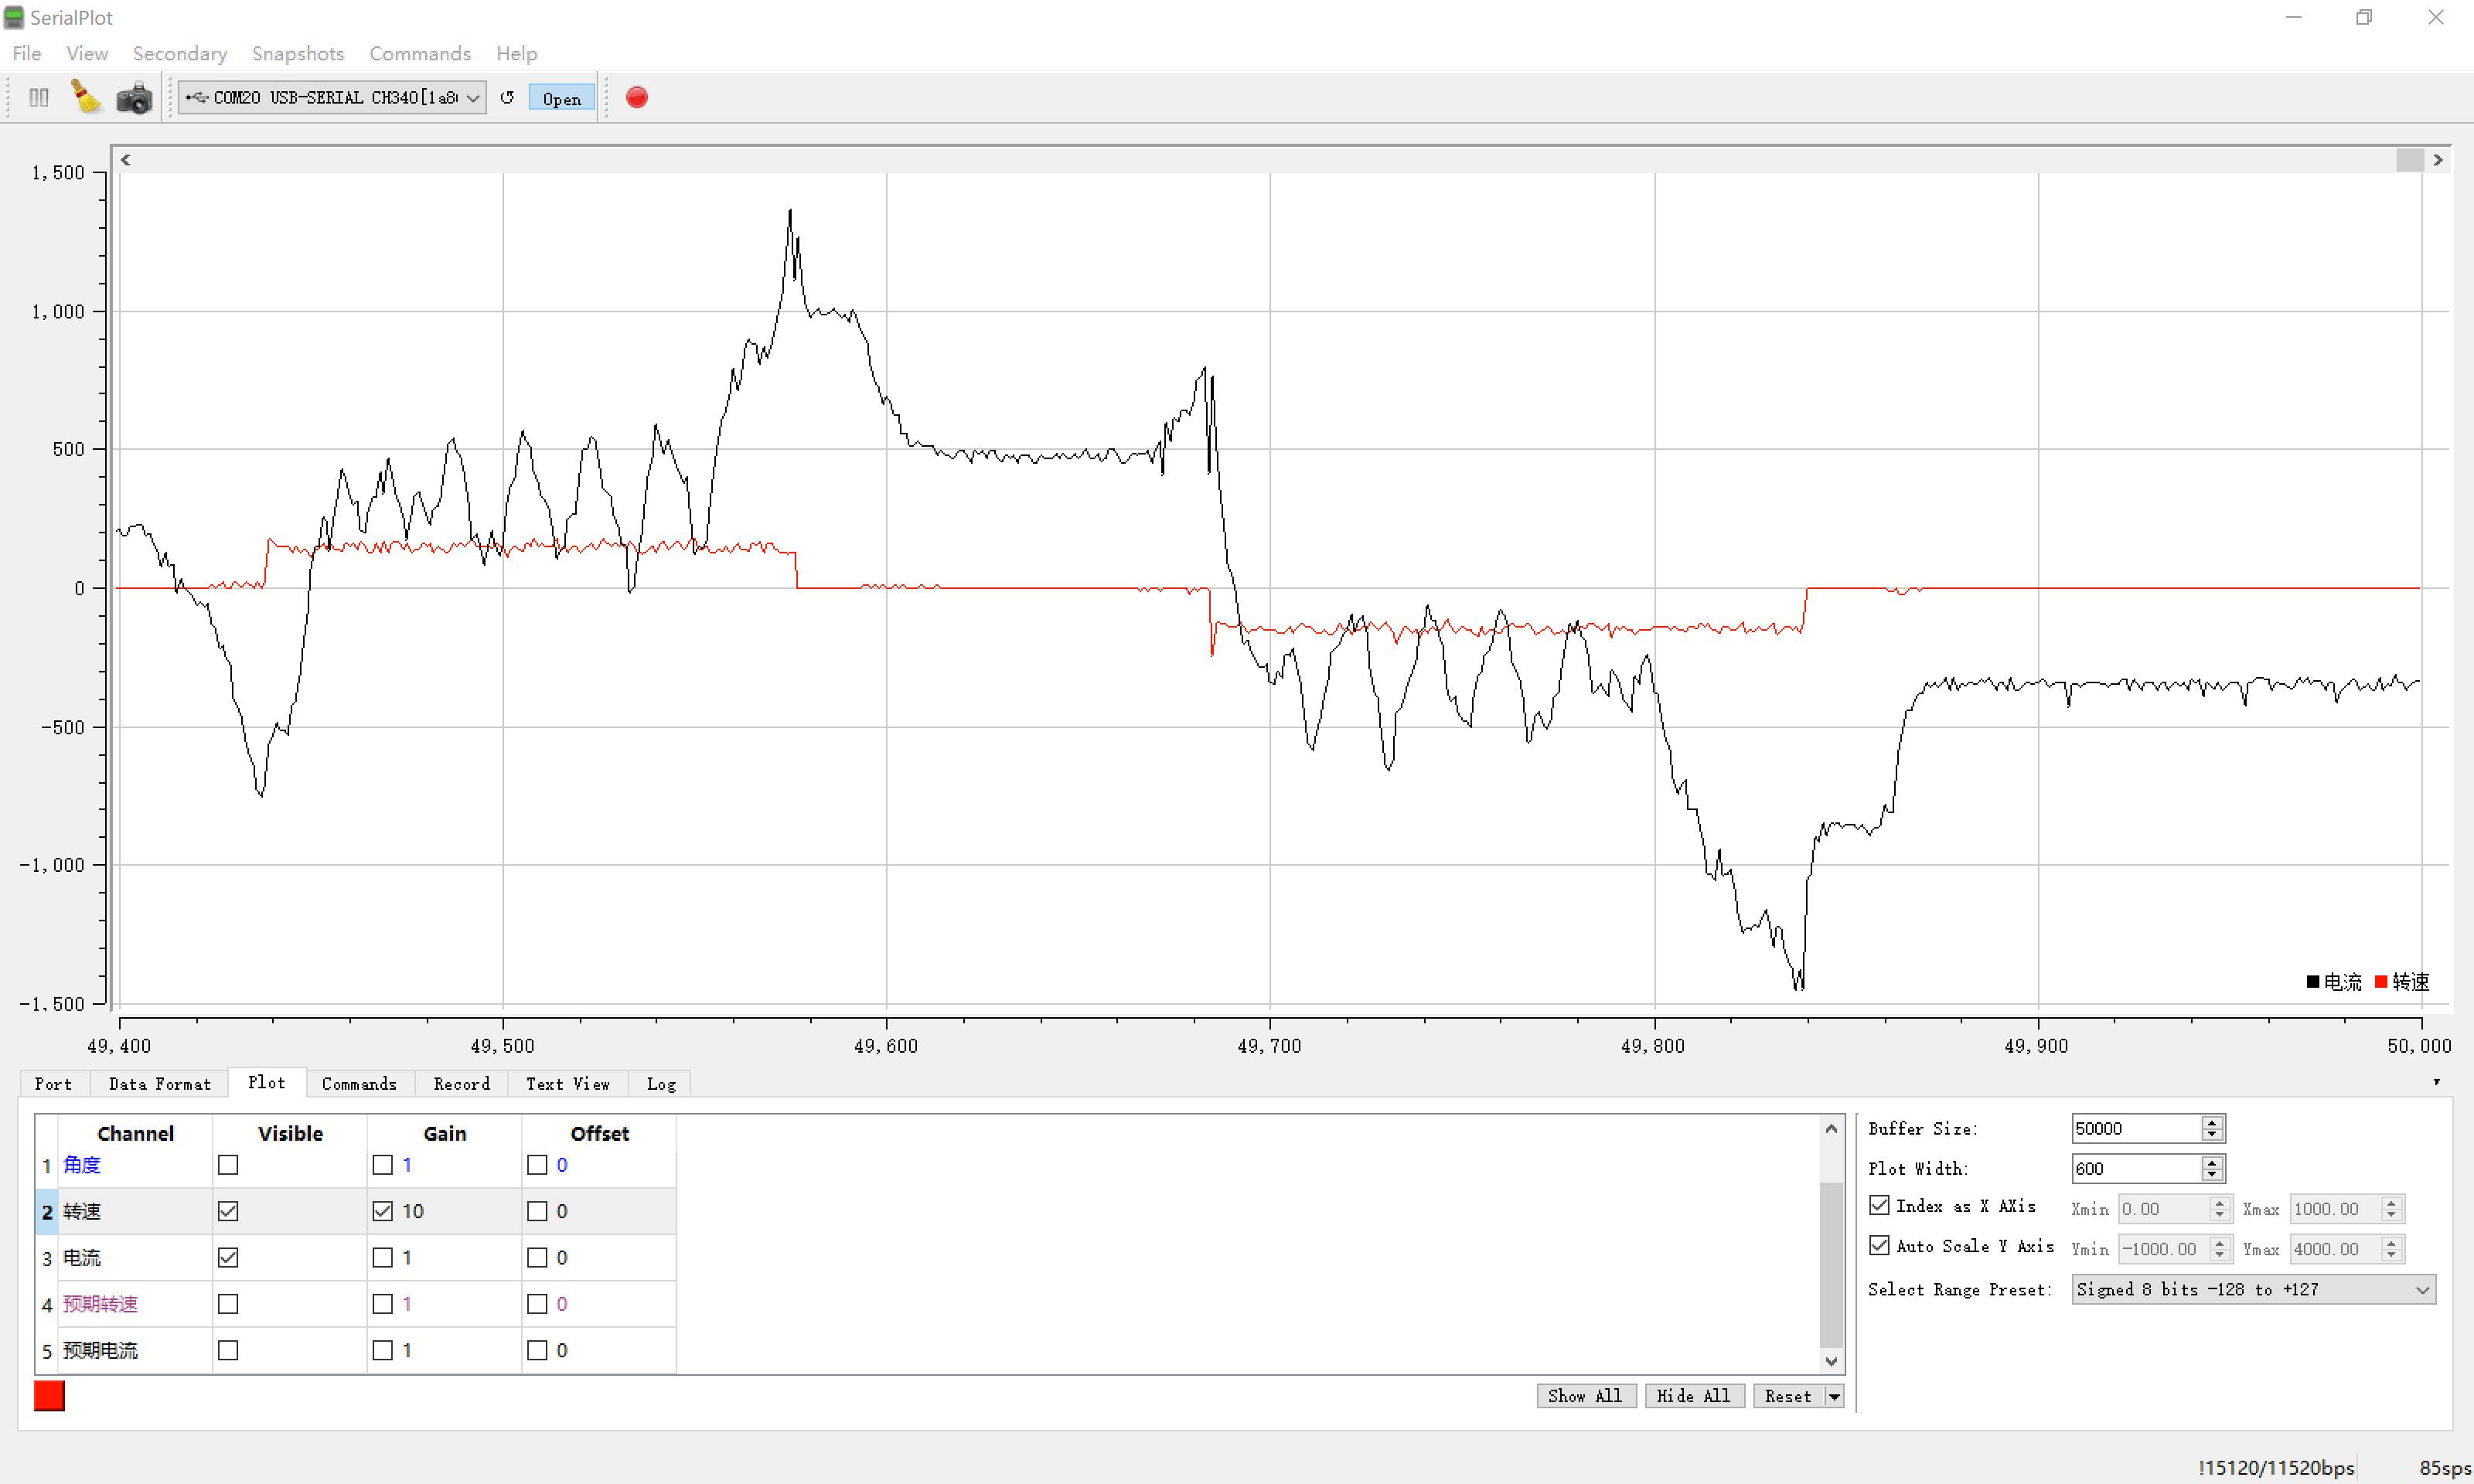 SerialPlot
File View Secondary Snapshots Commands Help
COM20 USB-SERIAL CH340[1a8 Open
1,500
1,000
500
0
-500
-1,000
-1,500
电流 转速
49,400 49,500 49,600 49,700 49,800 49,900 50,000
Port Data Format Plot Commands Record Text View Log
Channel Visible Gain Offset
1 角度 1 0
2 转速 10 0
3 电流 1 0
4 预期转速 1 0
5 预期电流 1 0
Show All Hide All Reset
Buffer Size: 50000
Plot Width: 600
Index as X AXis Xmin 0.00 Xmax 1000.00
Auto Scale Y Axis Ymin -1000.00 Ymax 4000.00
Select Range Preset: Signed 8 bits -128 to +127
!15120/11520bps 85sps